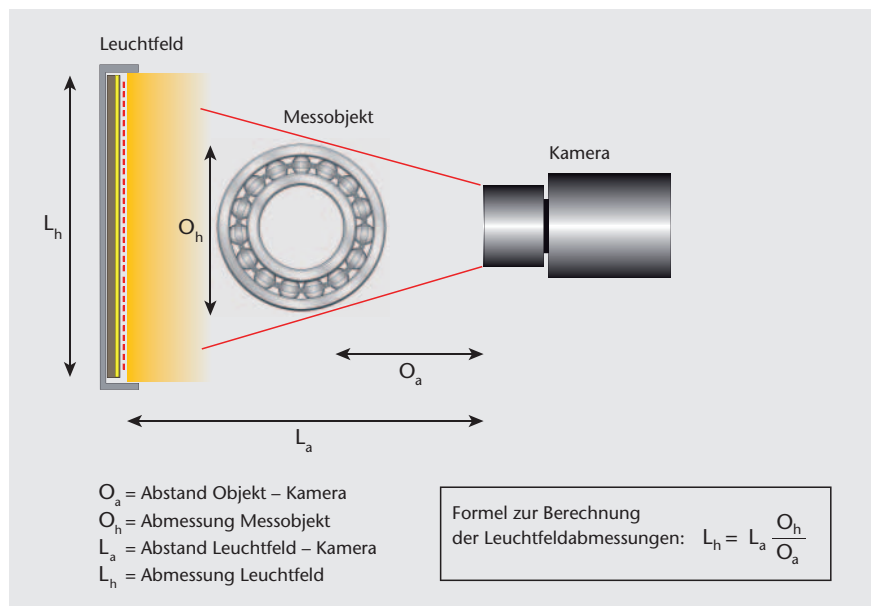 Leuchtfeld
Messobjekt
Kamera
Lh
Oh
Oa
La
Oa = Abstand Objekt – Kamera
Oh = Abmessung Messobjekt
La = Abstand Leuchtfeld – Kamera
Lh = Abmessung Leuchtfeld
Formel zur Berechnung
der Leuchtfeldabmessungen: Lh = La Oh / Oa